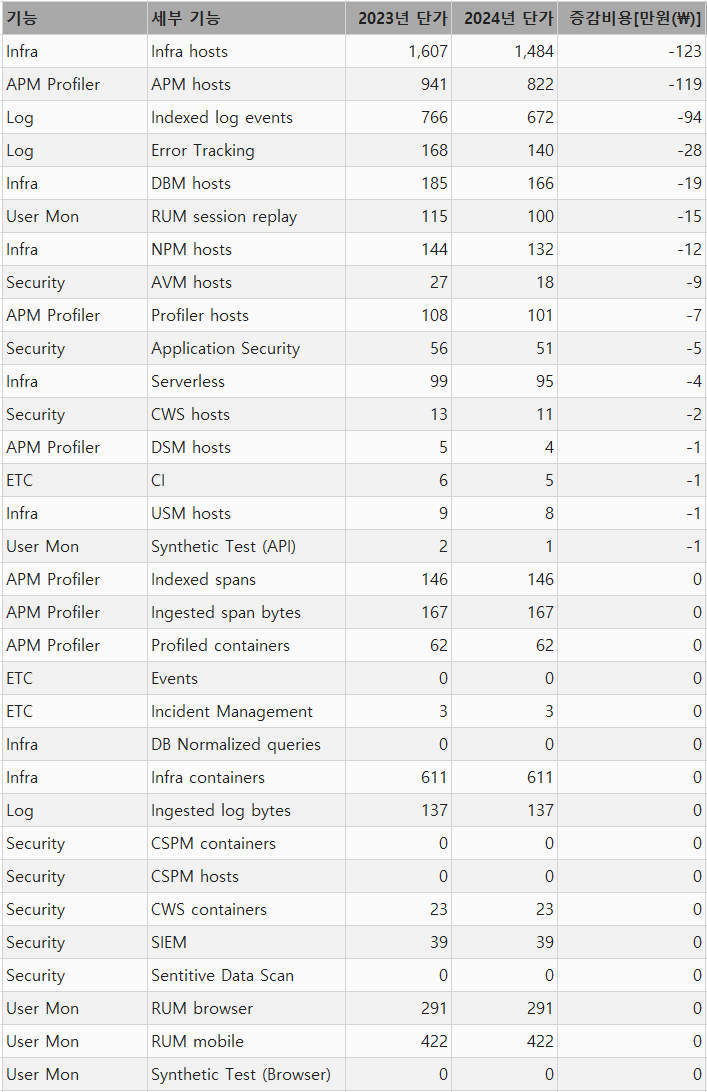 기능 세부 기능 2023년 단가 2024년 단가 증감비용[만원(₩)]
Infra Infra hosts 1,607 1,484 -123
APM Profiler APM hosts 941 822 -119
Log Indexed log events 766 672 -94
Log Error Tracking 168 140 -28
Infra DBM hosts 185 166 -19
User Mon RUM session replay 115 100 -15
Infra NPM hosts 144 132 -12
Security AVM hosts 27 18 -9
APM Profiler Profiler hosts 108 101 -7
Security Application Security 56 51 -5
Infra Serverless 99 95 -4
Security CWS hosts 13 11 -2
APM Profiler DSM hosts 5 4 -1
ETC CI 6 5 -1
Infra USM hosts 9 8 -1
User Mon Synthetic Test (API) 2 1 -1
APM Profiler Indexed spans 146 146 0
APM Profiler Ingested span bytes 167 167 0
APM Profiler Profiled containers 62 62 0
ETC Events 0 0 0
ETC Incident Management 3 3 0
Infra DB Normalized queries 0 0 0
Infra Infra containers 611 611 0
Log Ingested log bytes 137 137 0
Security CSPM containers 0 0 0
Security CSPM hosts 0 0 0
Security CWS containers 23 23 0
Security SIEM 39 39 0
Security Sentitive Data Scan 0 0 0
User Mon RUM browser 291 291 0
User Mon RUM mobile 422 422 0
User Mon Synthetic Test (Browser) 0 0 0